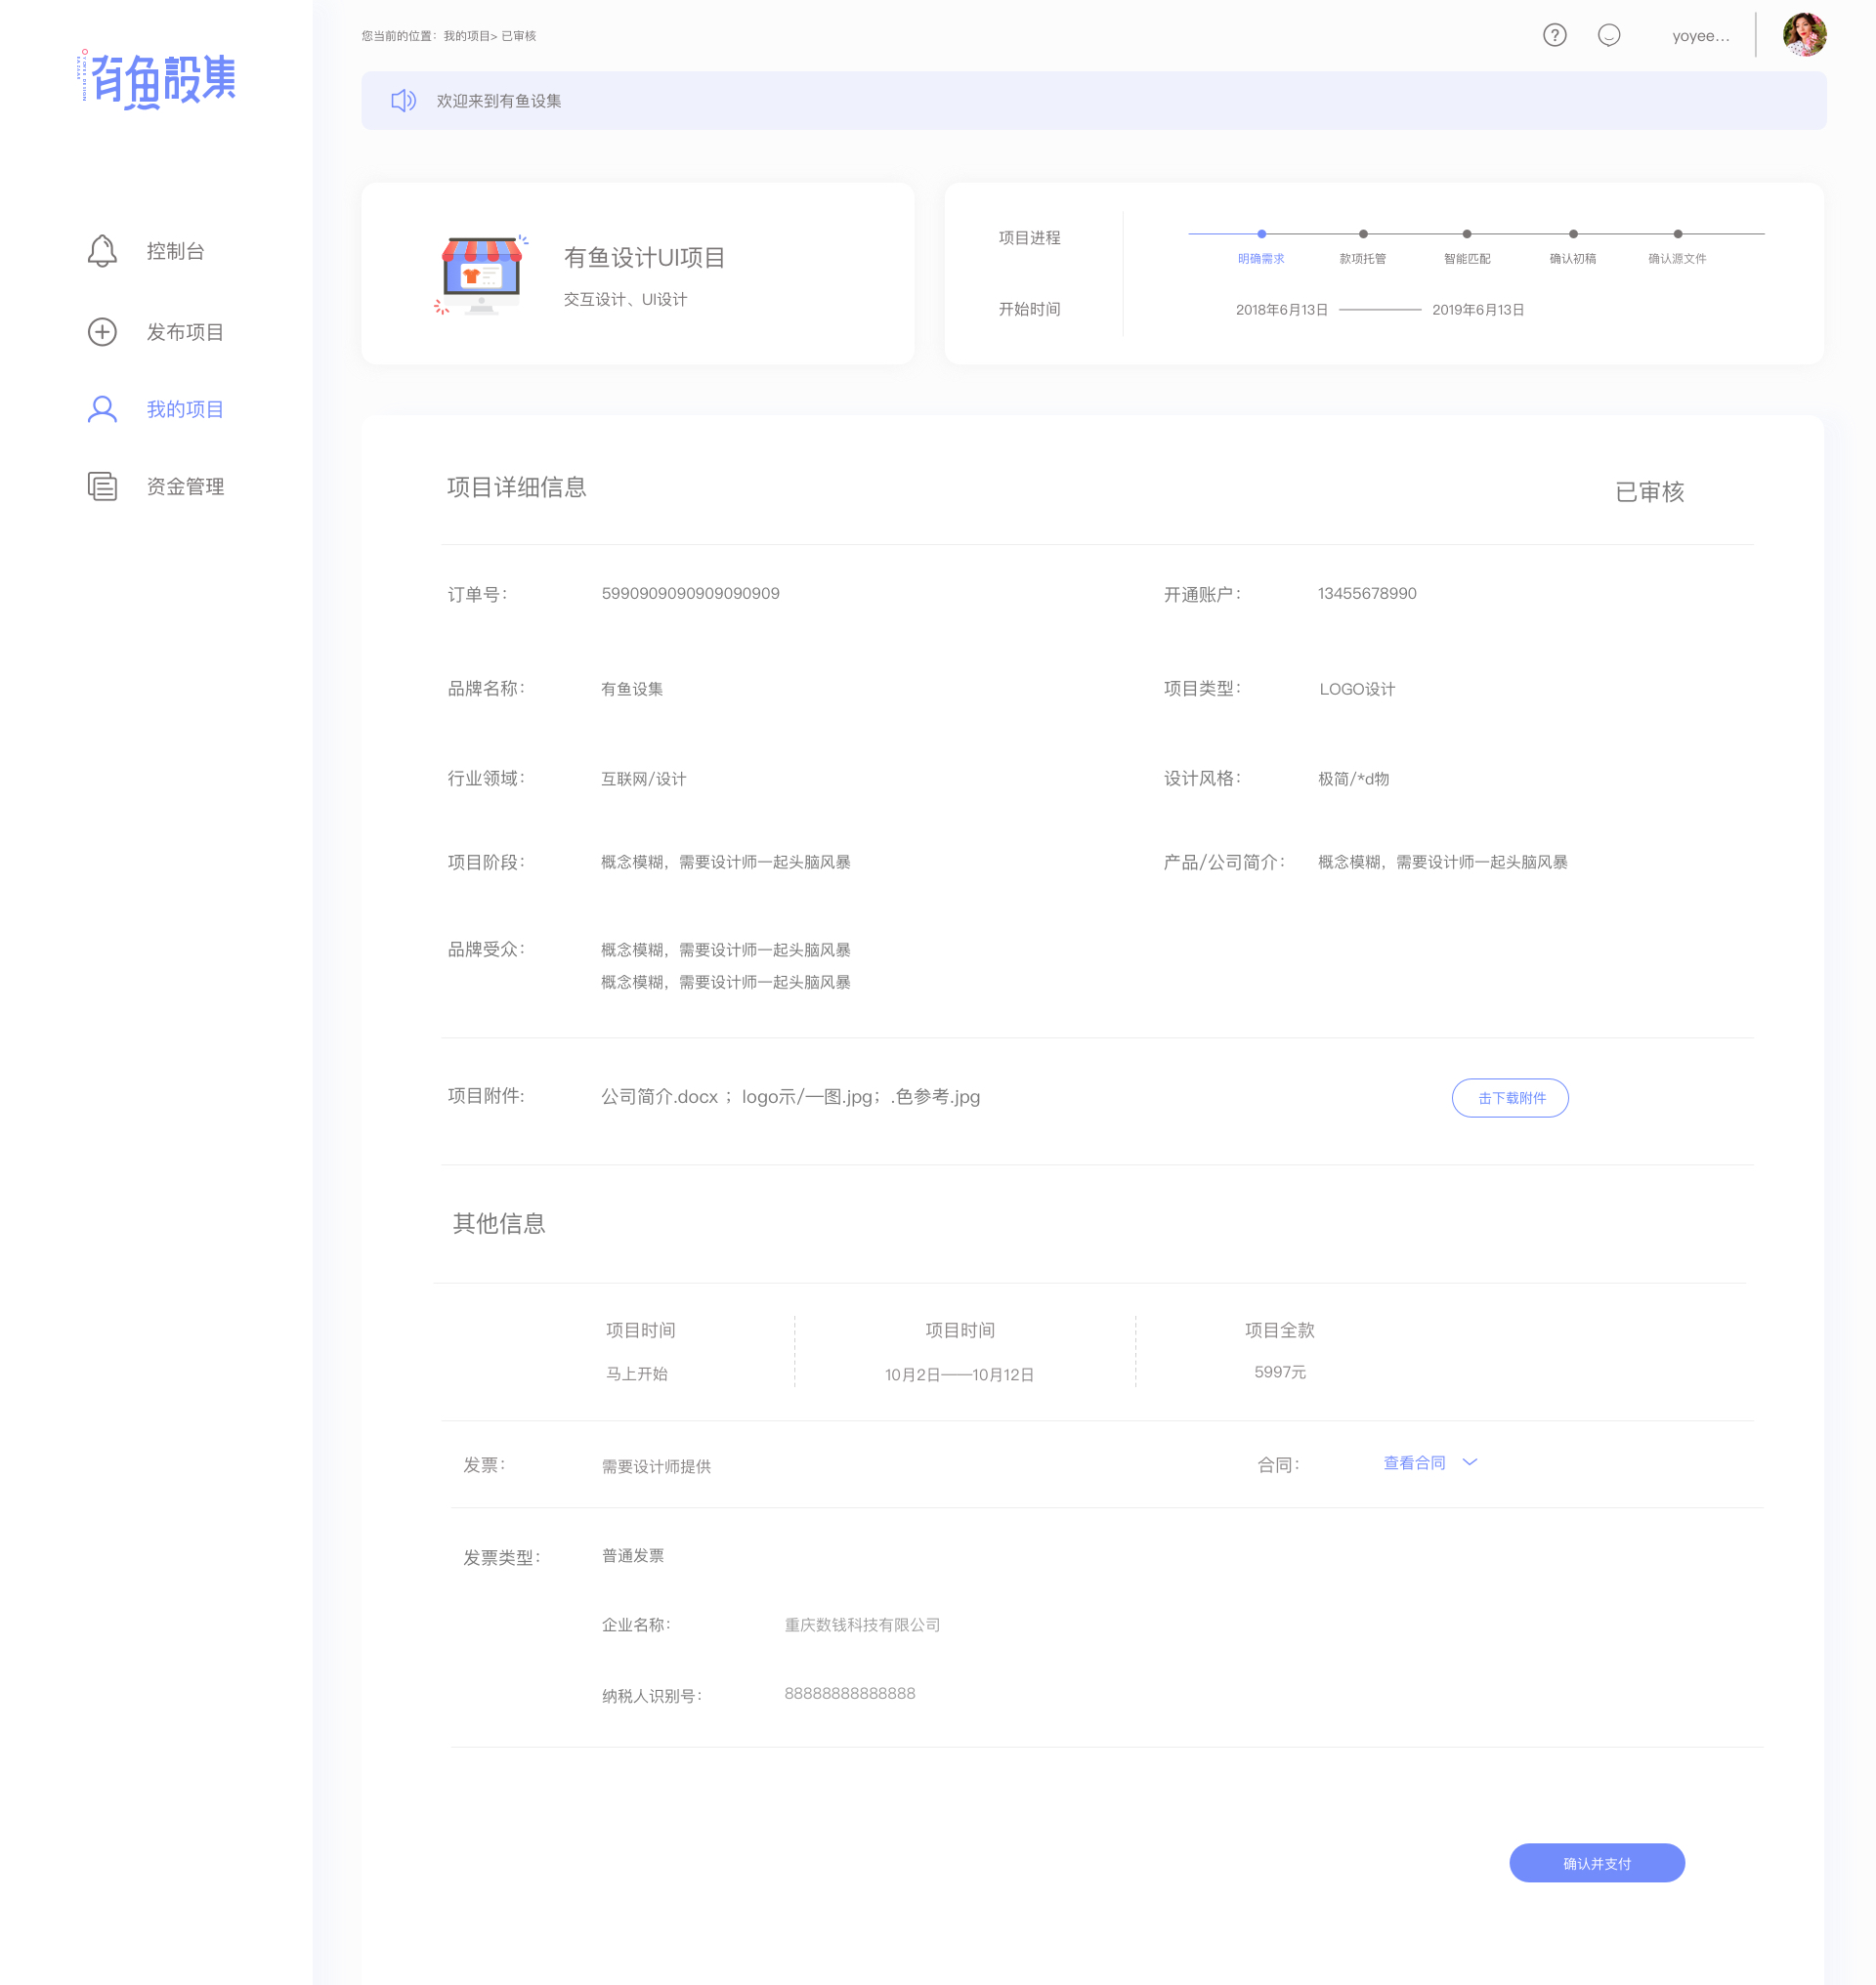 您当前的位置：我的项目> 已审核
yoyee...
有鱼設集
欢迎来到有鱼设集
控制台
发布项目
我的项目
资金管理
有鱼设计UI项目
交互设计、UI设计
项目进程
明确需求
款项托管
智能匹配
确认初稿
确认源文件
开始时间
2018年6月13日
2019年6月13日
项目详细信息
已审核
订单号：
5990909090909090909
开通账户：
13455678990
品牌名称：
有鱼设集
项目类型：
LOGO设计
行业领域：
互联网/设计
设计风格：
极简/*d物
项目阶段：
概念模糊，需要设计师一起头脑风暴
产品/公司简介：
概念模糊，需要设计师一起头脑风暴
品牌受众：
概念模糊，需要设计师一起头脑风暴
概念模糊，需要设计师一起头脑风暴
项目附件:
公司简介.docx ；logo示/一图.jpg；.色参考.jpg
击下载附件
其他信息
项目时间
项目时间
项目全款
马上开始
10月2日——10月12日
5997元
发票：
需要设计师提供
合同：
查看合同
发票类型：
普通发票
企业名称：
重庆数钱科技有限公司
纳税人识别号：
88888888888888
确认并支付